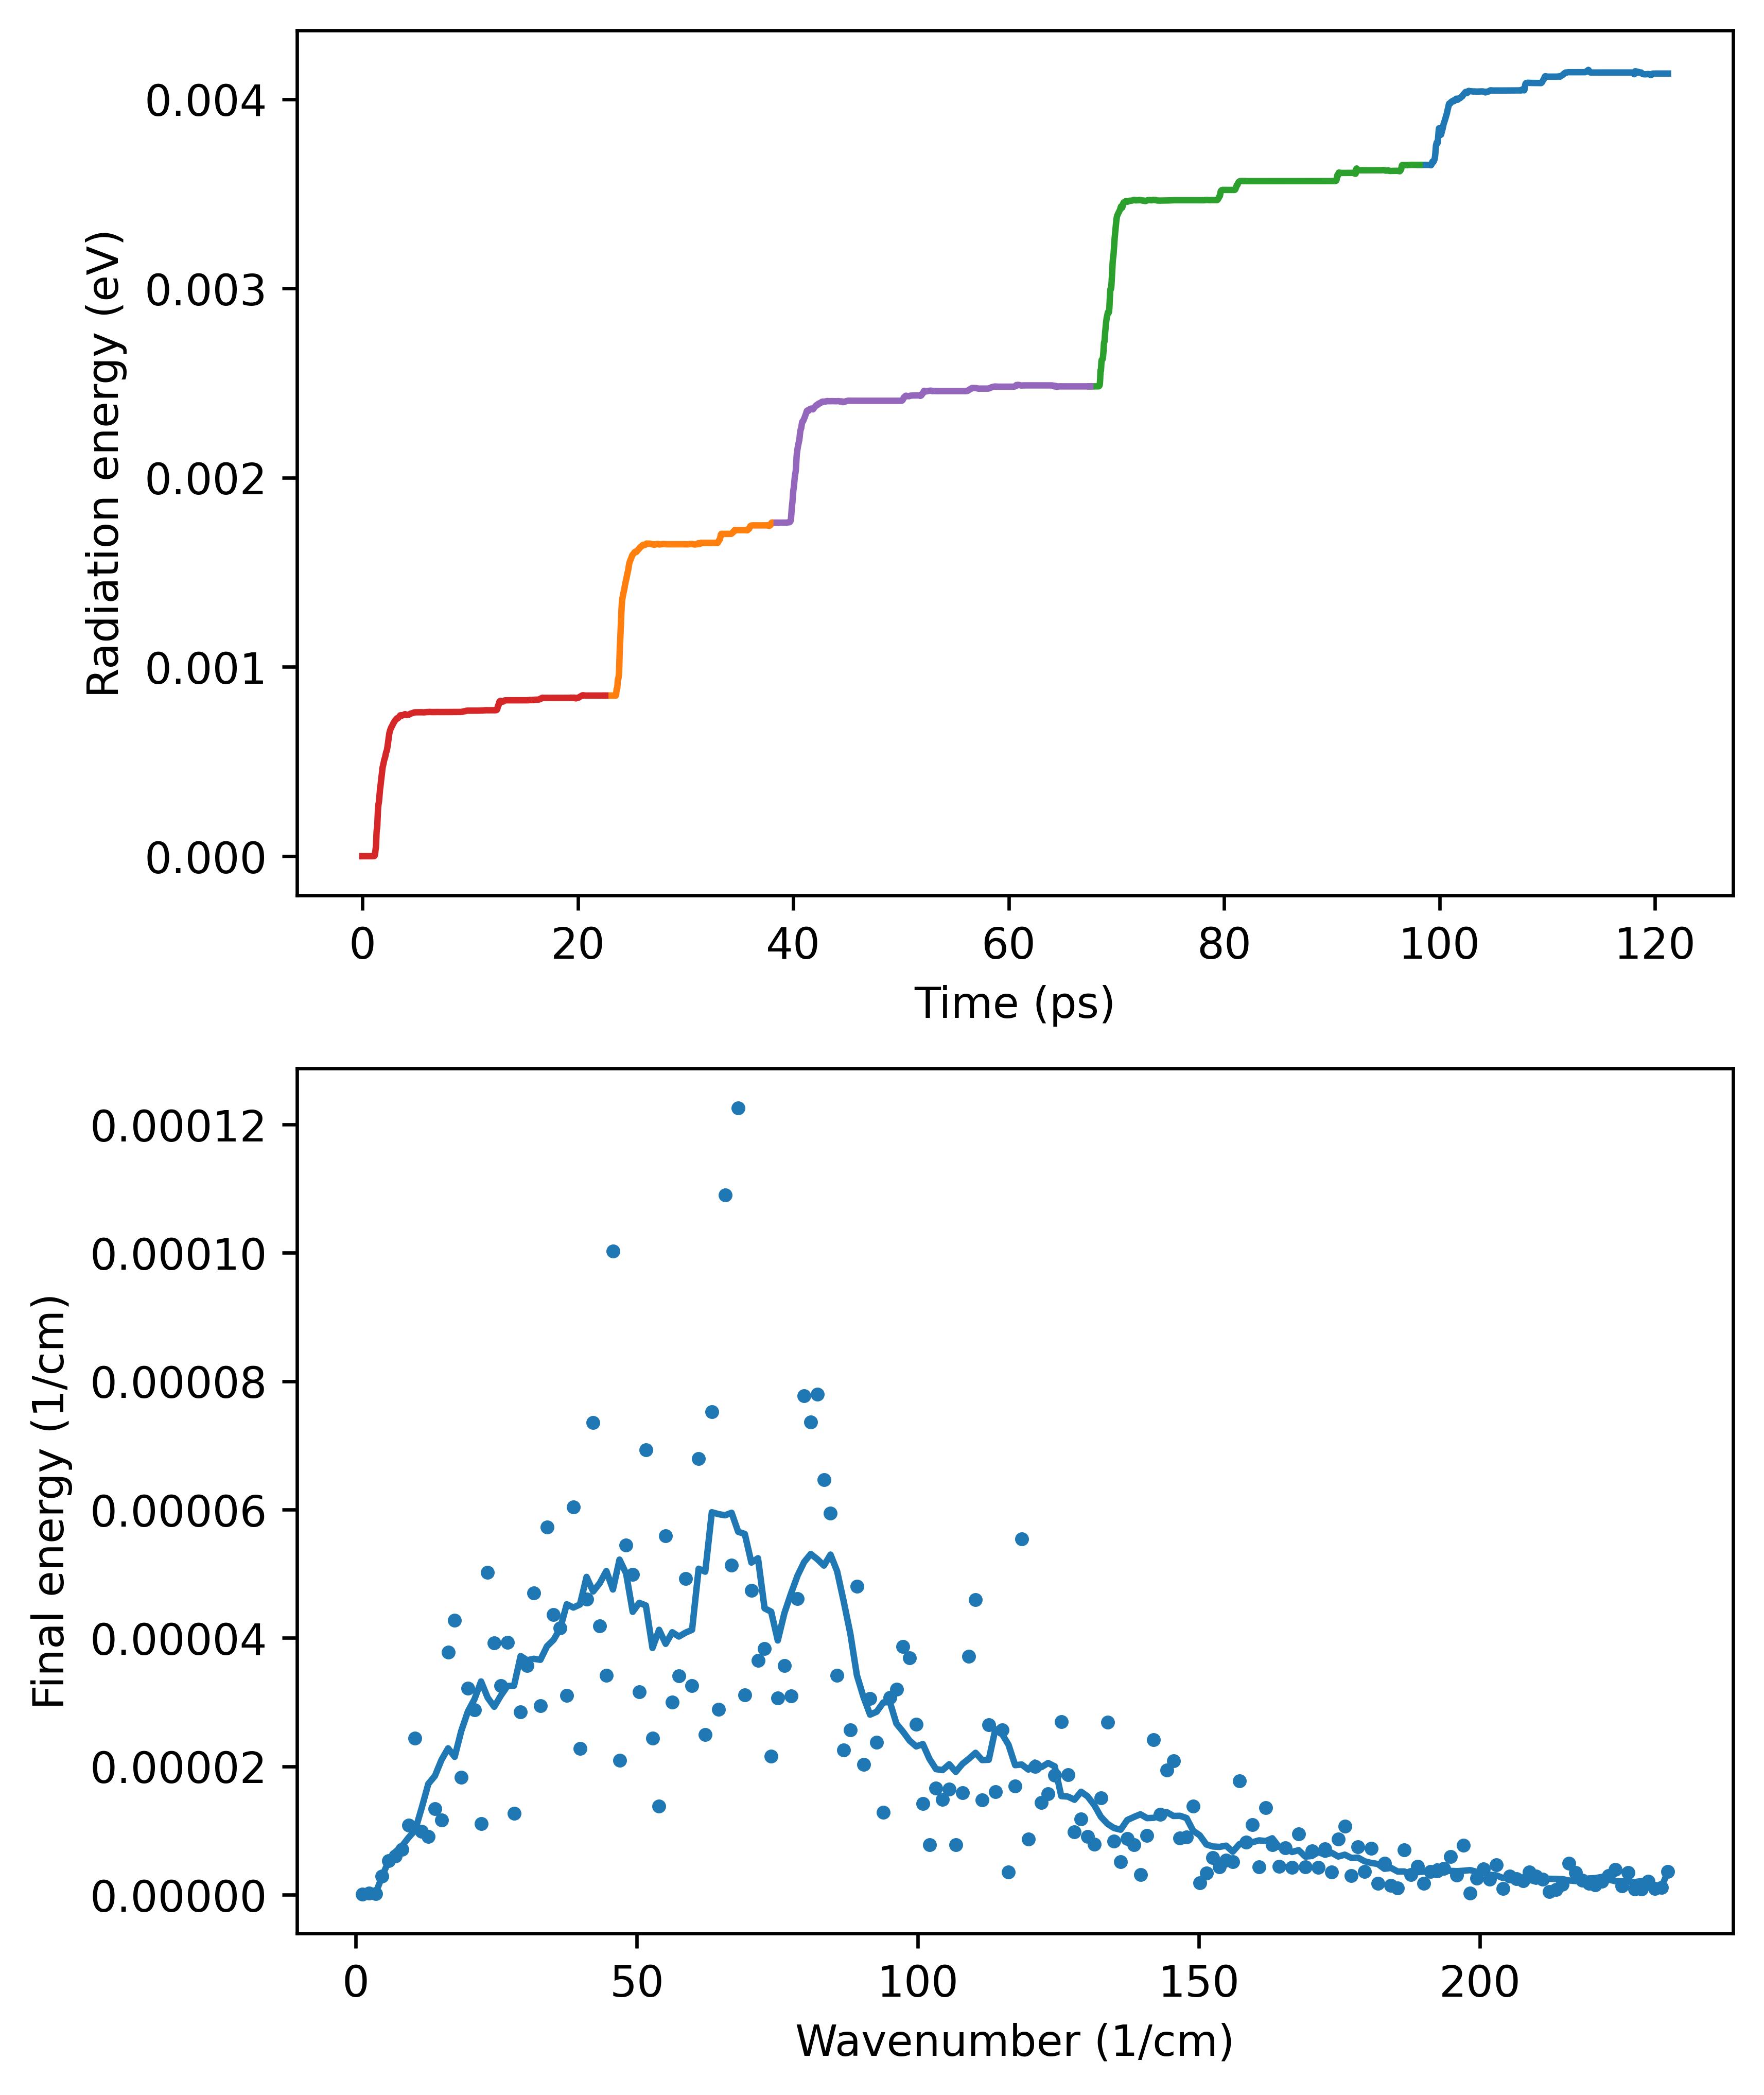 0.004
0.003
0.002
0.001
0.000
Radiation energy (eV)
0 20 40 60 80 100 120
Time (ps)
0.00012
0.00010
0.00008
0.00006
0.00004
0.00002
0.00000
Final energy (1/cm)
0 50 100 150 200
Wavenumber (1/cm)